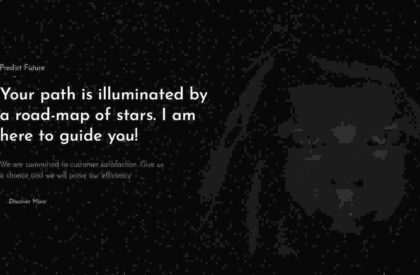 Predict Future
Your path is illuminated by
a road-map of stars. I am
here to guide you!
We are committed to customer satisfaction. Give us
a chance and we will prove our efficiency
Discover More